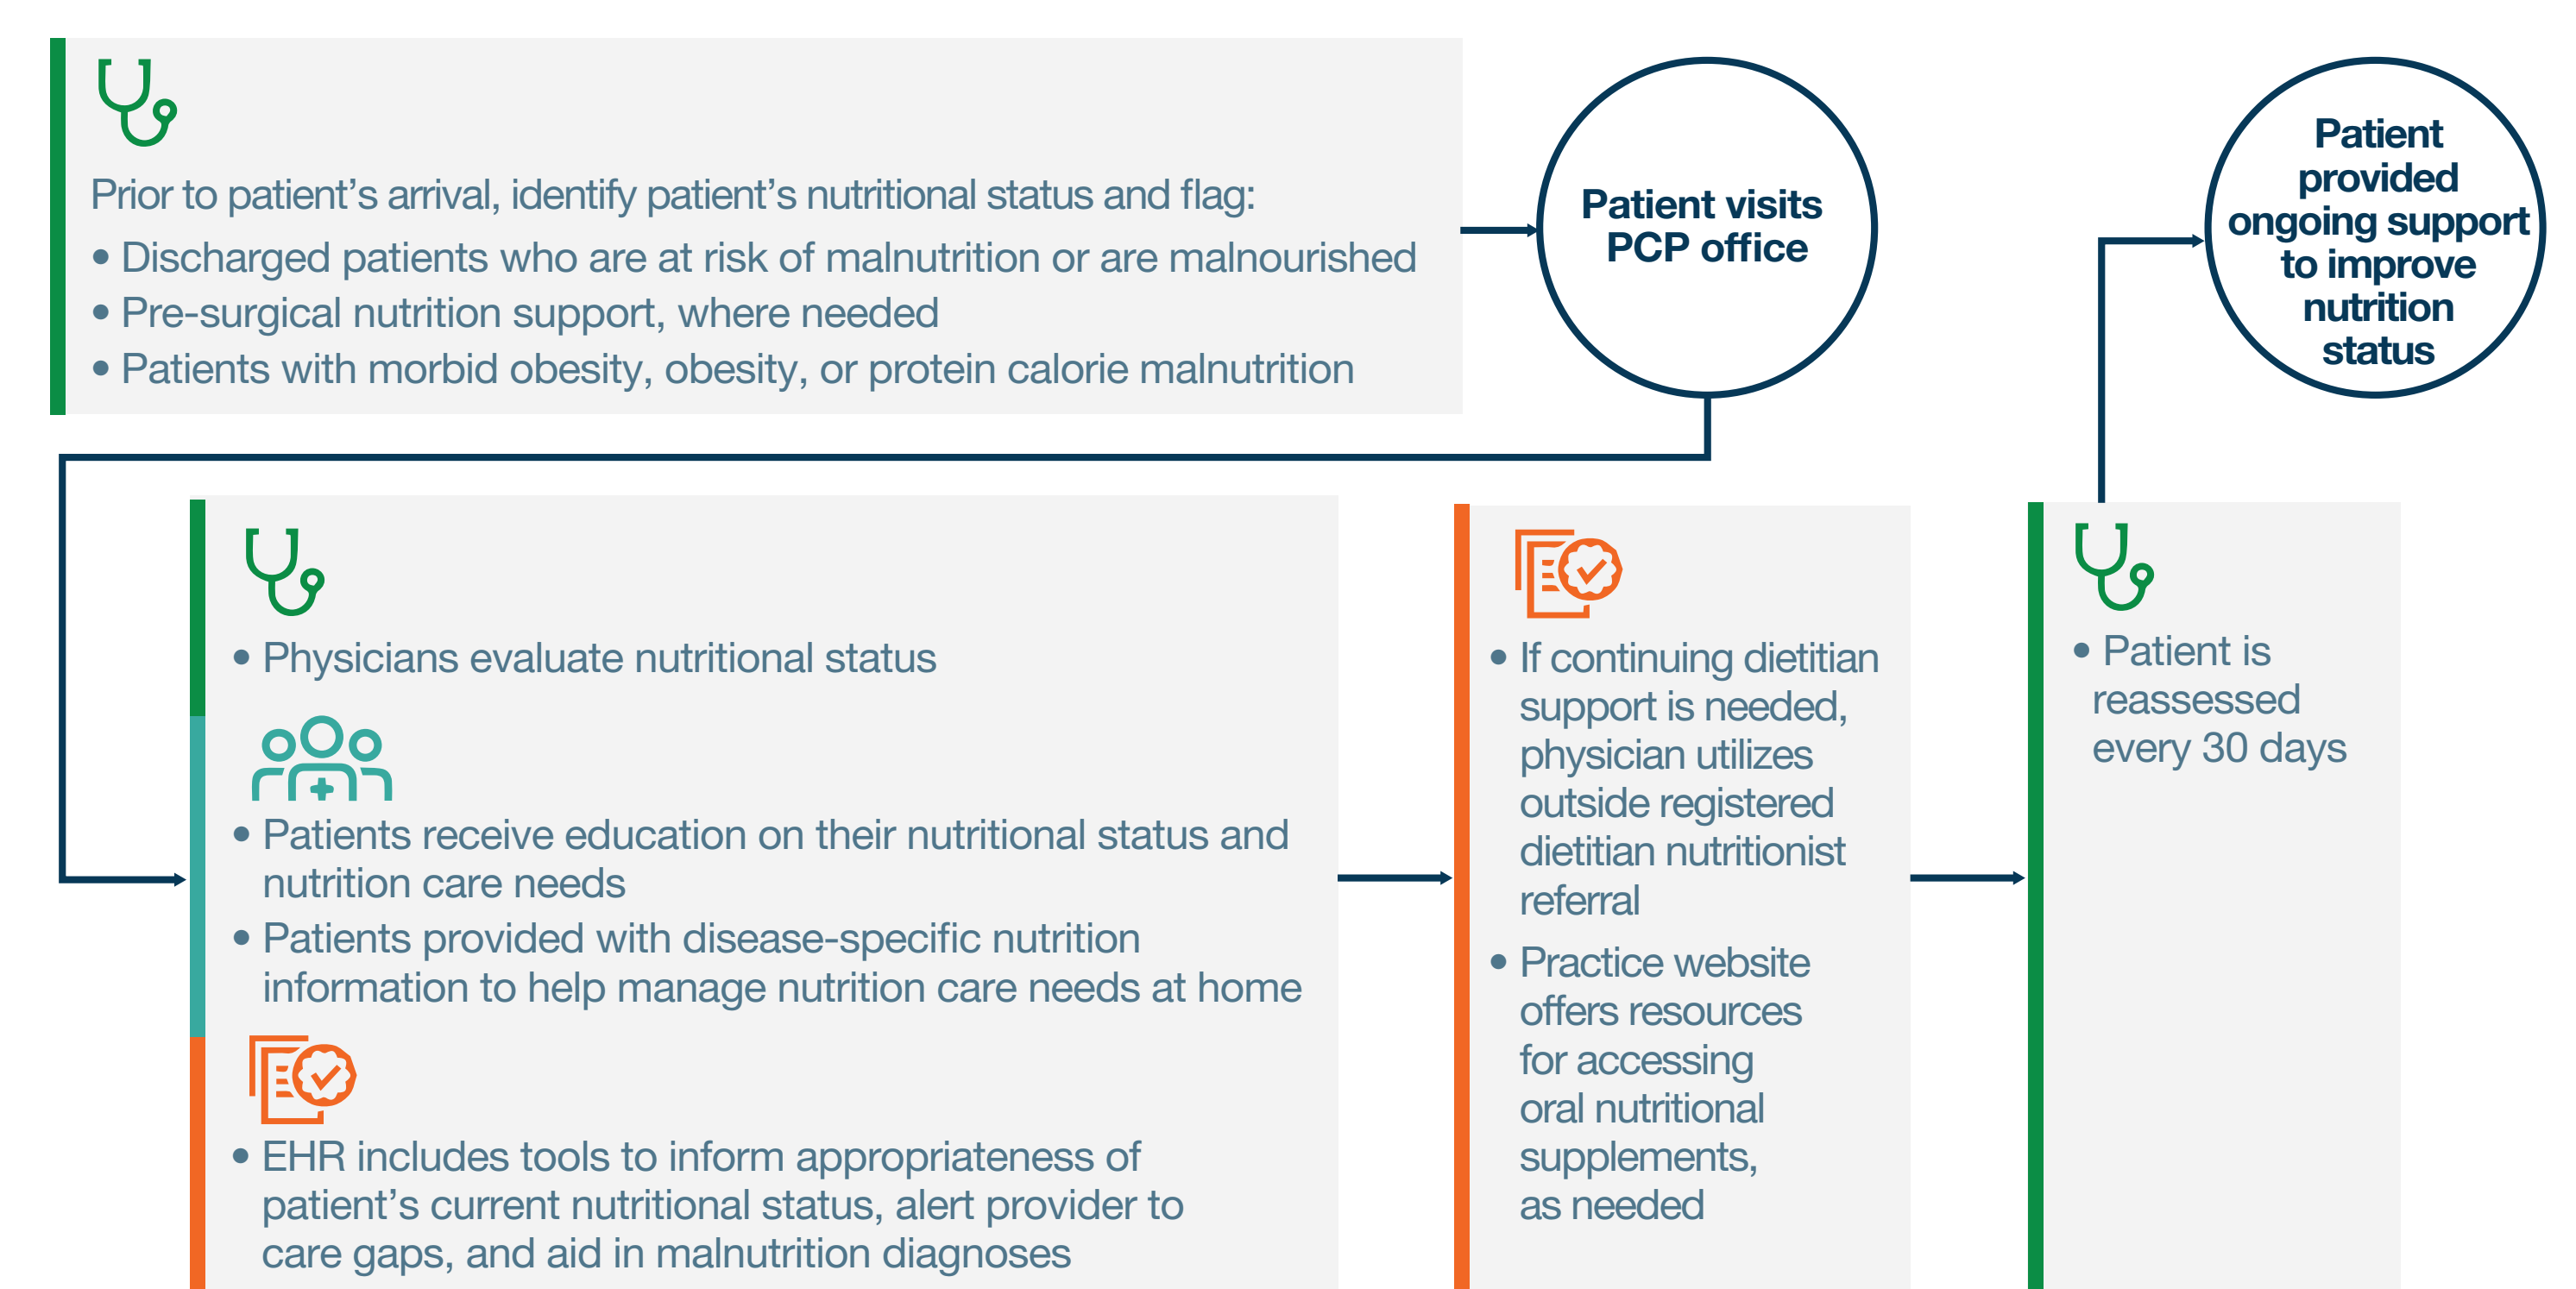 Prior to patient’s arrival, identify patient’s nutritional status and flag:
• Discharged patients who are at risk of malnutrition or are malnourished
• Pre-surgical nutrition support, where needed
• Patients with morbid obesity, obesity, or protein calorie malnutrition
Patient visits
PCP office
• Physicians evaluate nutritional status
• Patients receive education on their nutritional status and
nutrition care needs
• Patients provided with disease-specific nutrition
information to help manage nutrition care needs at home
• EHR includes tools to inform appropriateness of
patient’s current nutritional status, alert provider to
care gaps, and aid in malnutrition diagnoses
• If continuing dietitian
support is needed,
physician utilizes
outside registered
dietitian nutritionist
referral
• Practice website
offers resources
for accessing
oral nutritional
supplements,
as needed
• Patient is
reassessed
every 30 days
Patient
provided
ongoing support
to improve
nutrition
status